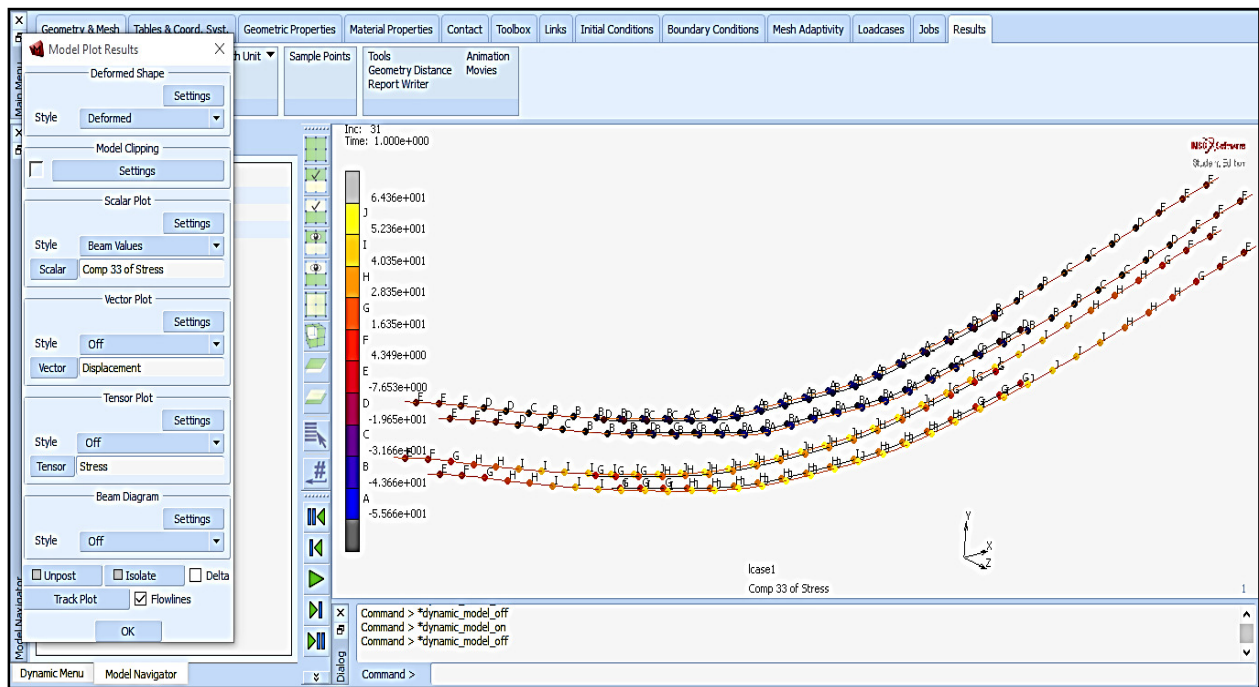 Geometry & Mesh Tables & Coord. Syst. Geometric Properties Material Properties Contact Toolbox Links Initial Conditions Boundary Conditions Mesh Adaptivity Loadcases Jobs Results
Model Plot Results
h Unit Sample Points Tools Animation
Geometry Distance Movies
Report Writer
Main Menu
Deformed Shape
Settings
Style Deformed
Model Clipping
Settings
Scalar Plot
Settings
Style Beam Values
Scalar Comp 33 of Stress
Vector Plot
Settings
Style Off
Vector Displacement
Tensor Plot
Settings
Style Off
Tensor Stress
Beam Diagram
Settings
Style Off
Unpost Isolate Delta
Track Plot Flowlines
OK
Model Navigator
Dynamic Menu Model Navigator
Inc: 31
Time: 1.000e+000
6.436e+001
J
5.236e+001
I
4.035e+001
H
2.835e+001
G
1.635e+001
F
4.349e+000
E
-7.653e+000
D
-1.965e+001
C
-3.166e+001
B
-4.366e+001
A
-5.566e+001
MSC Software
Student Edition
Y
X
Z
lcase1
Comp 33 of Stress
1
Dialog
Command > *dynamic_model_off
Command > *dynamic_model_on
Command > *dynamic_model_off
Command >